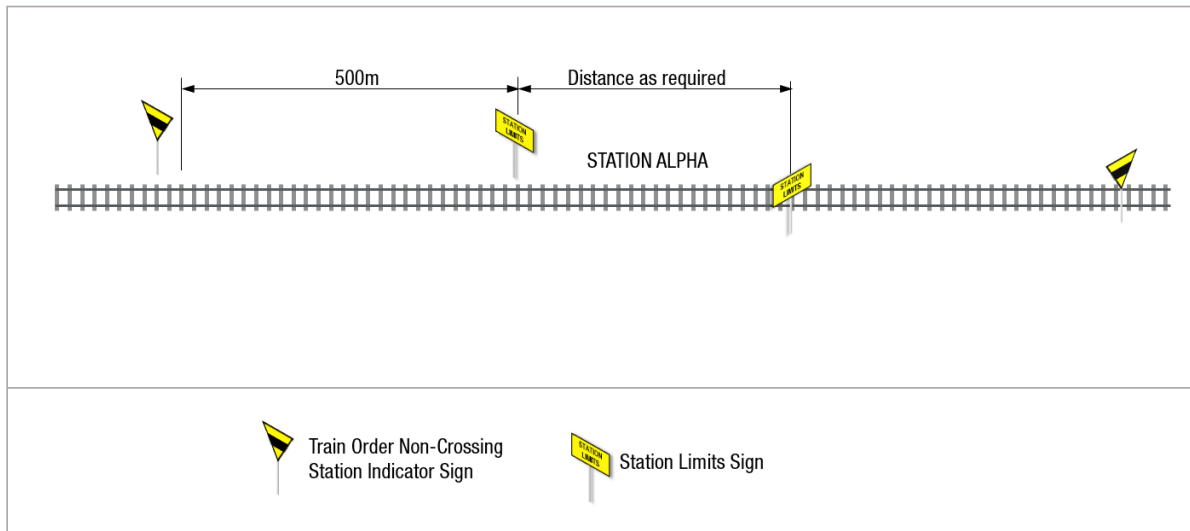 500m
Distance as required
STATION
LIMITS
STATION ALPHA
STATION
LIMITS
Train Order Non-Crossing
Station Indicator Sign
STATION
LIMITS
Station Limits Sign